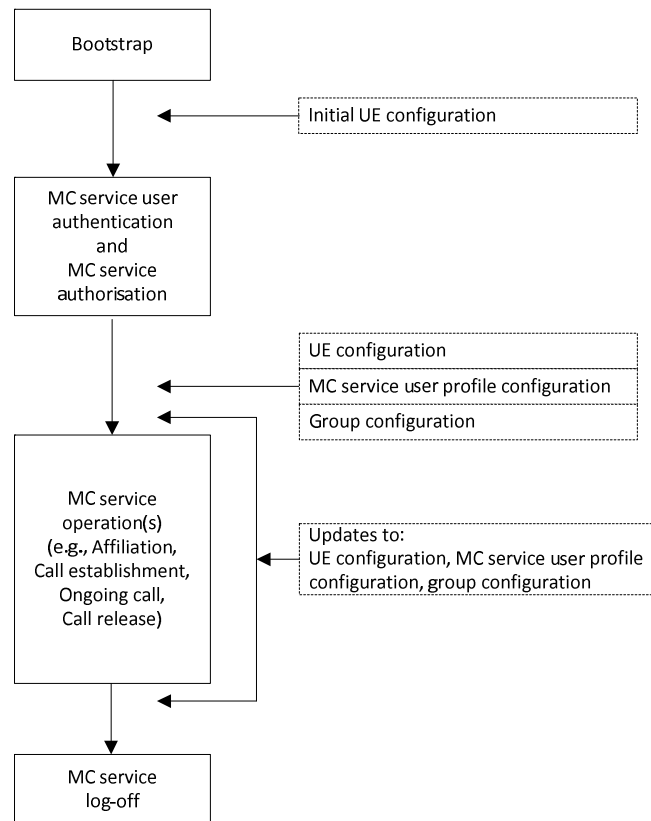 Bootstrap
Initial UE configuration
MC service user
authentication
and
MC service
authorisation
UE configuration
MC service user profile configuration
Group configuration
MC service
operation(s)
(e.g., Affiliation,
Call establishment,
Ongoing call,
Call release)
Updates to:
UE configuration, MC service user profile
configuration, group configuration
MC service
log-off